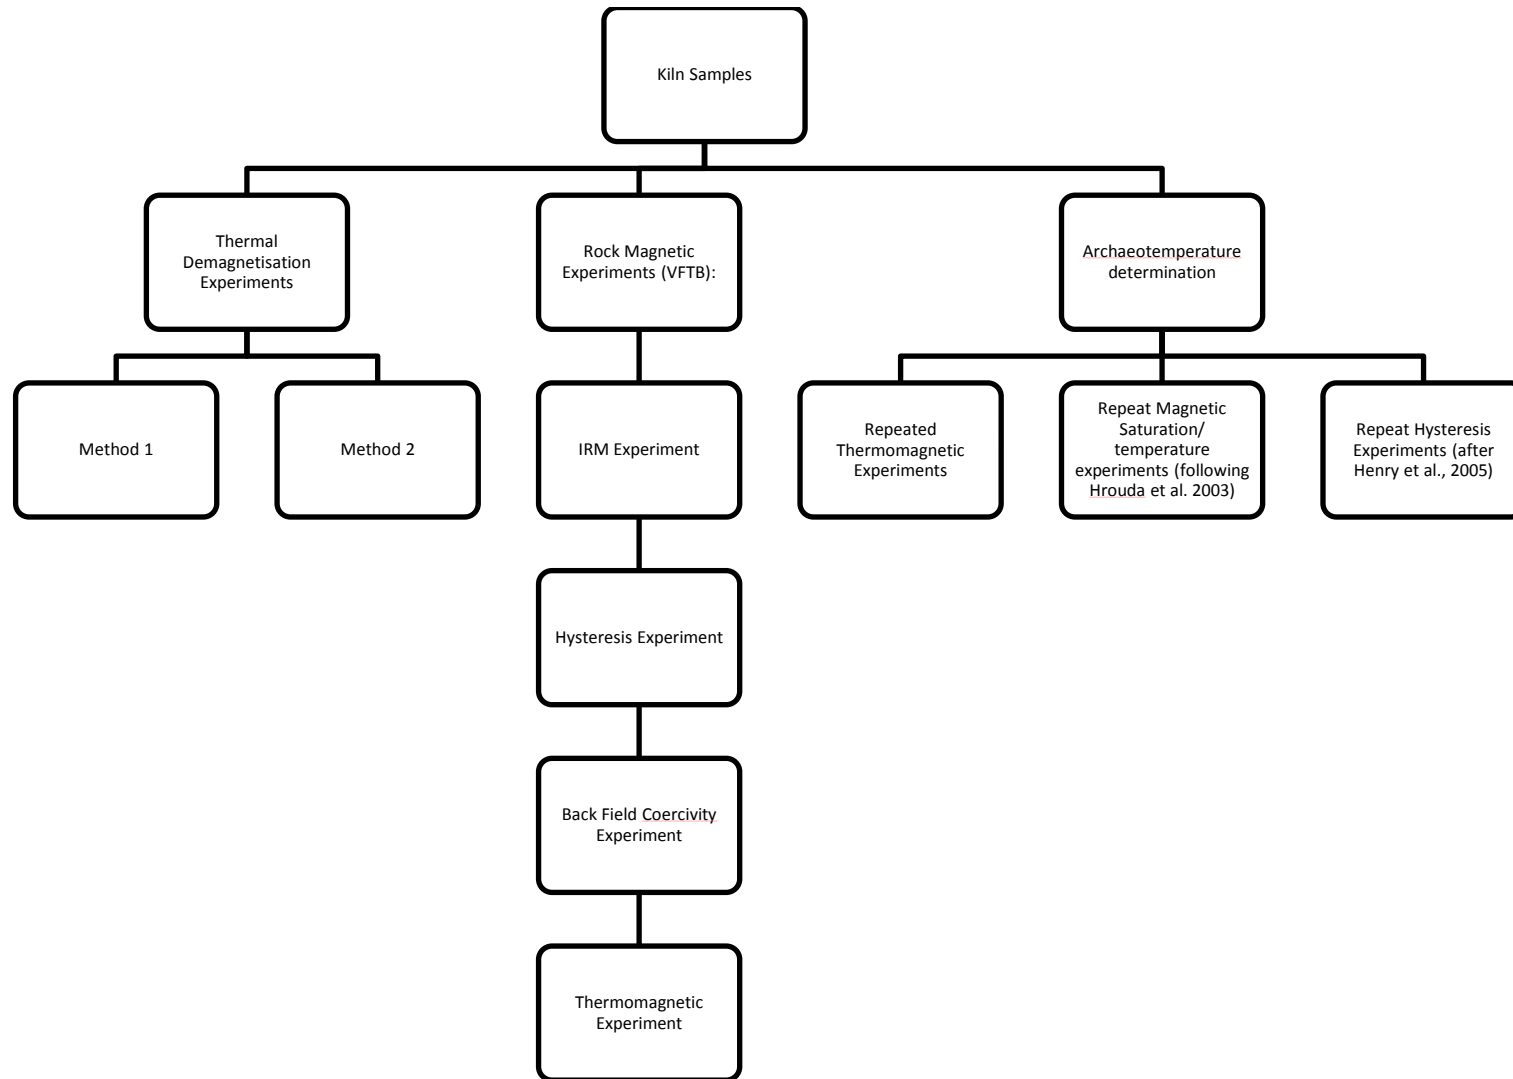 Kiln Samples
Thermal
Demagnetisation
Experiments
Rock Magnetic
Experiments (VFTB):
Archaeotemperature
determination
Method 1
Method 2
IRM Experiment
Repeated
Thermomagnetic
Experiments
Repeat Magnetic
Saturation/
temperature
experiments (following
Hrouda et al. 2003)
Repeat Hysteresis
Experiments (after
Henry et al., 2005)
Hysteresis Experiment
Back Field Coercivity
Experiment
Thermomagnetic
Experiment